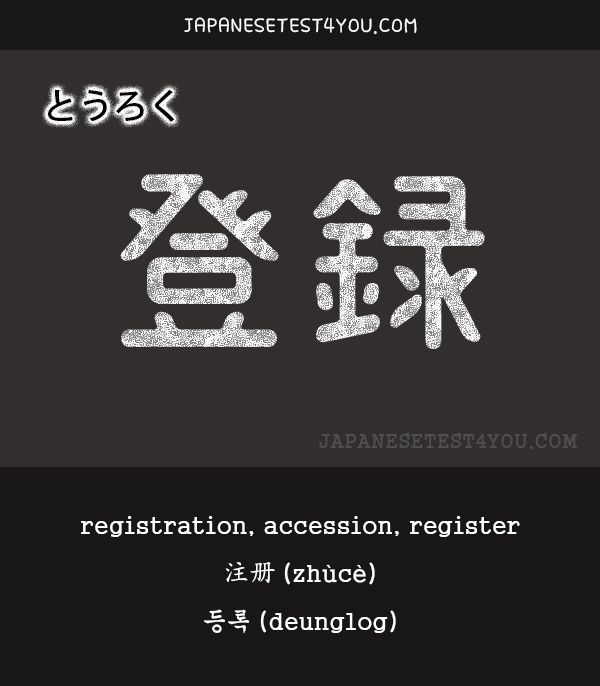 JAPANESETEST4YOU.COM
とうろく
登録
JAPANESETEST4YOU.COM
registration, accession, register
注册 (zhùcè)
등록 (deunglog)